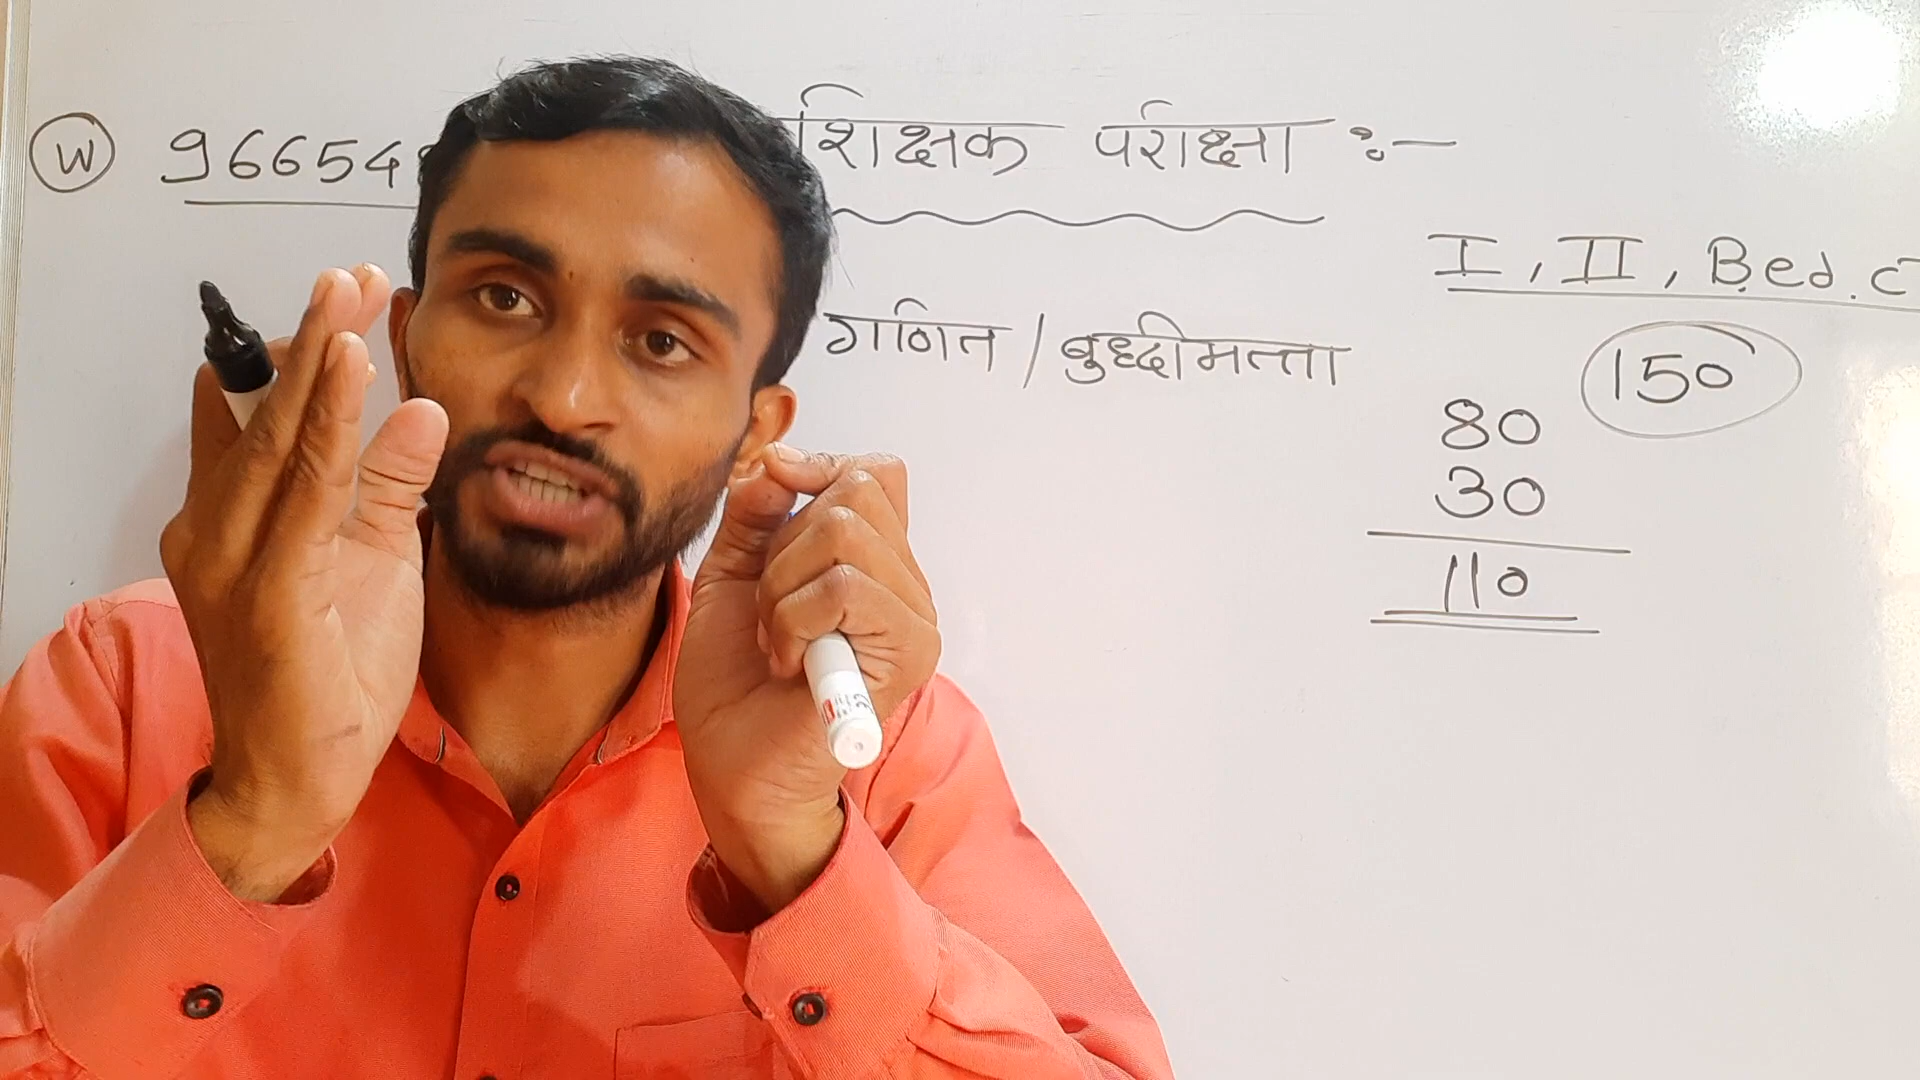 W 96654 शिक्षक परीक्षा :-
I, II, B.ed. C
गणित / बुध्दीमत्ता
150
80
30
110